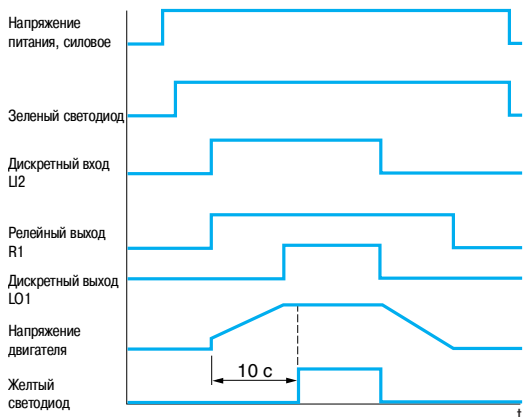 Напряжение
питания, силовое
Зеленый светодиод
Дискретный вход
LI2
Релейный выход
R1
Дискретный выход
LO1
Напряжение
двигателя
10 с
Желтый
светодиод
t